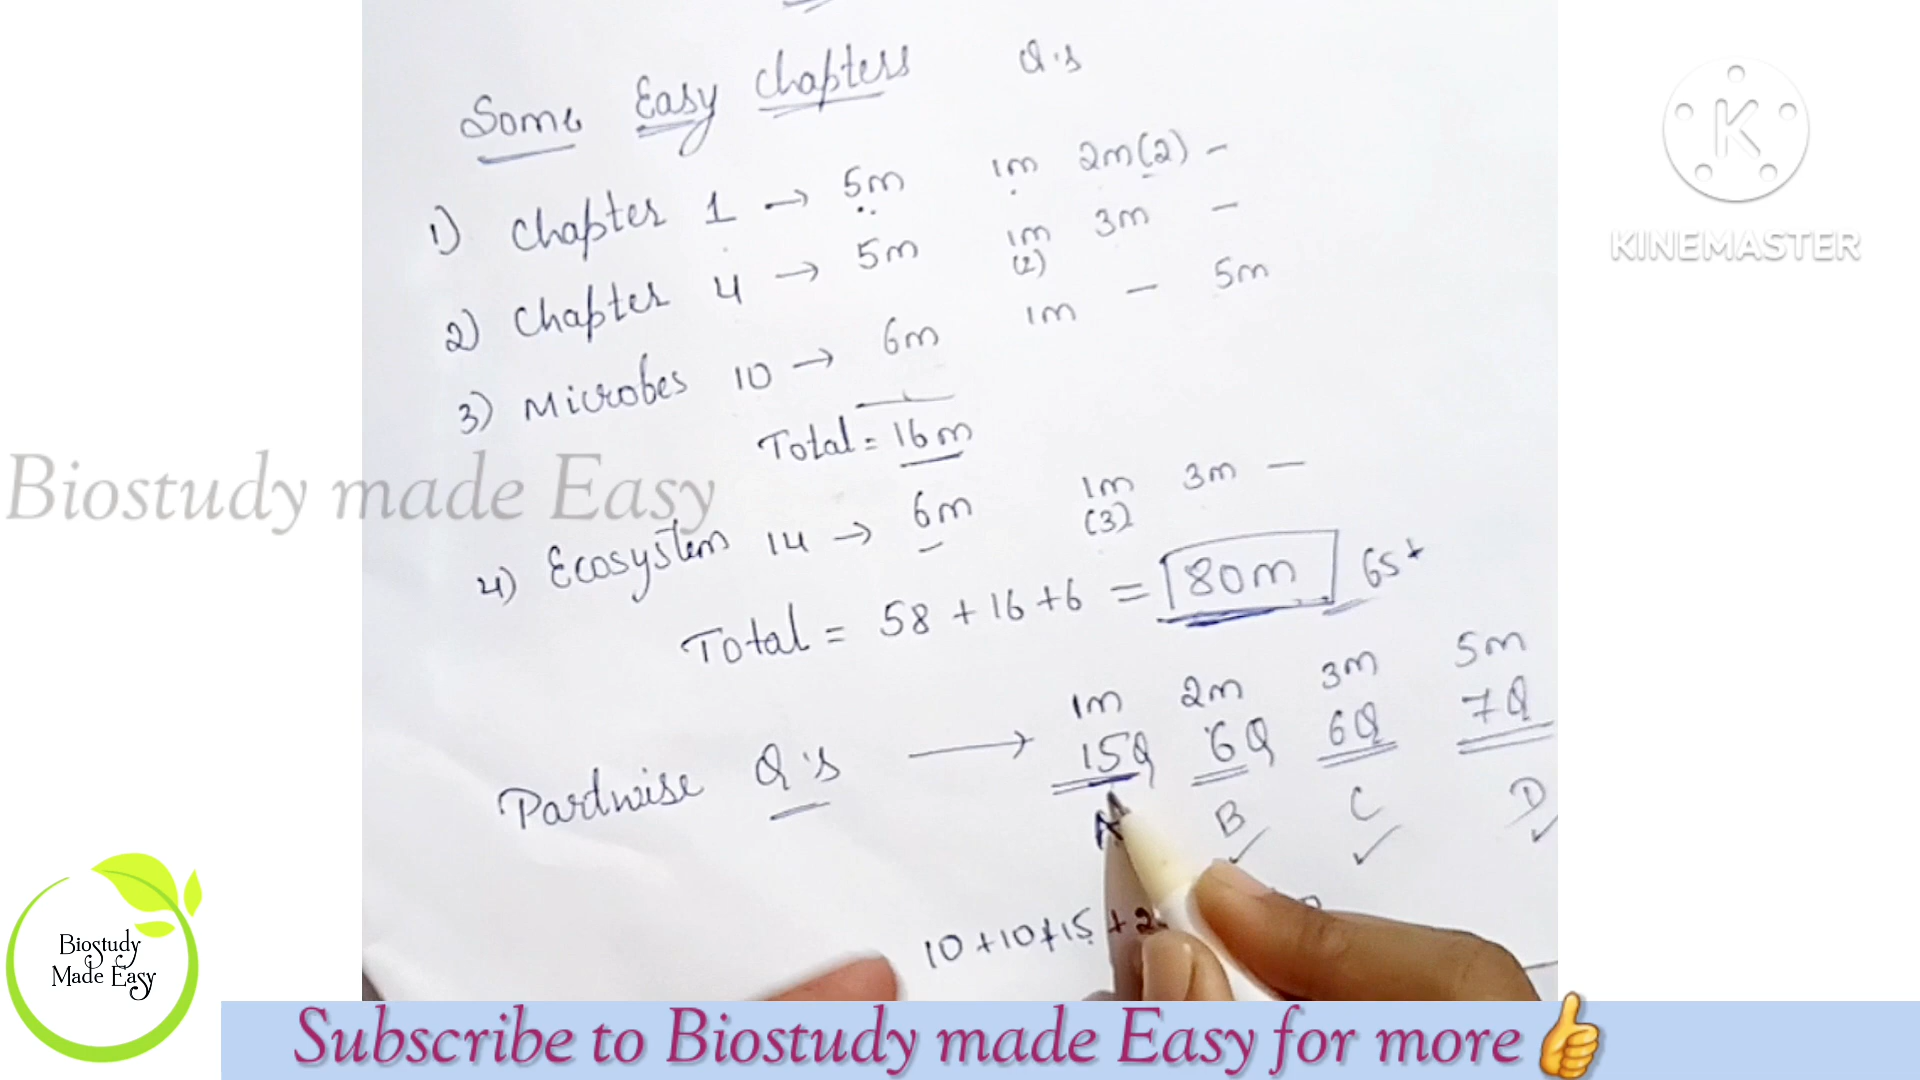 Some Easy Chapters Q.s
1) Chapter 1 → 5m 1m 2m(2) -
2) Chapter 4 → 5m 1m (2) 3m -
3) Microbes 10 → 6m 1m - 5m
Total = 16m
4) Ecosystem 14 → 6m 1m (3) 3m -
Total = 58 + 16 + 6 = 80m 65+
1m 2m 3m 5m
Partwise Q's → 15Q 6Q 6Q 7Q
A B C D
10 + 10 + 15 + 2
KINEMASTER
Biostudy made Easy
Biostudy
Made Easy
Subscribe to Biostudy made Easy for more